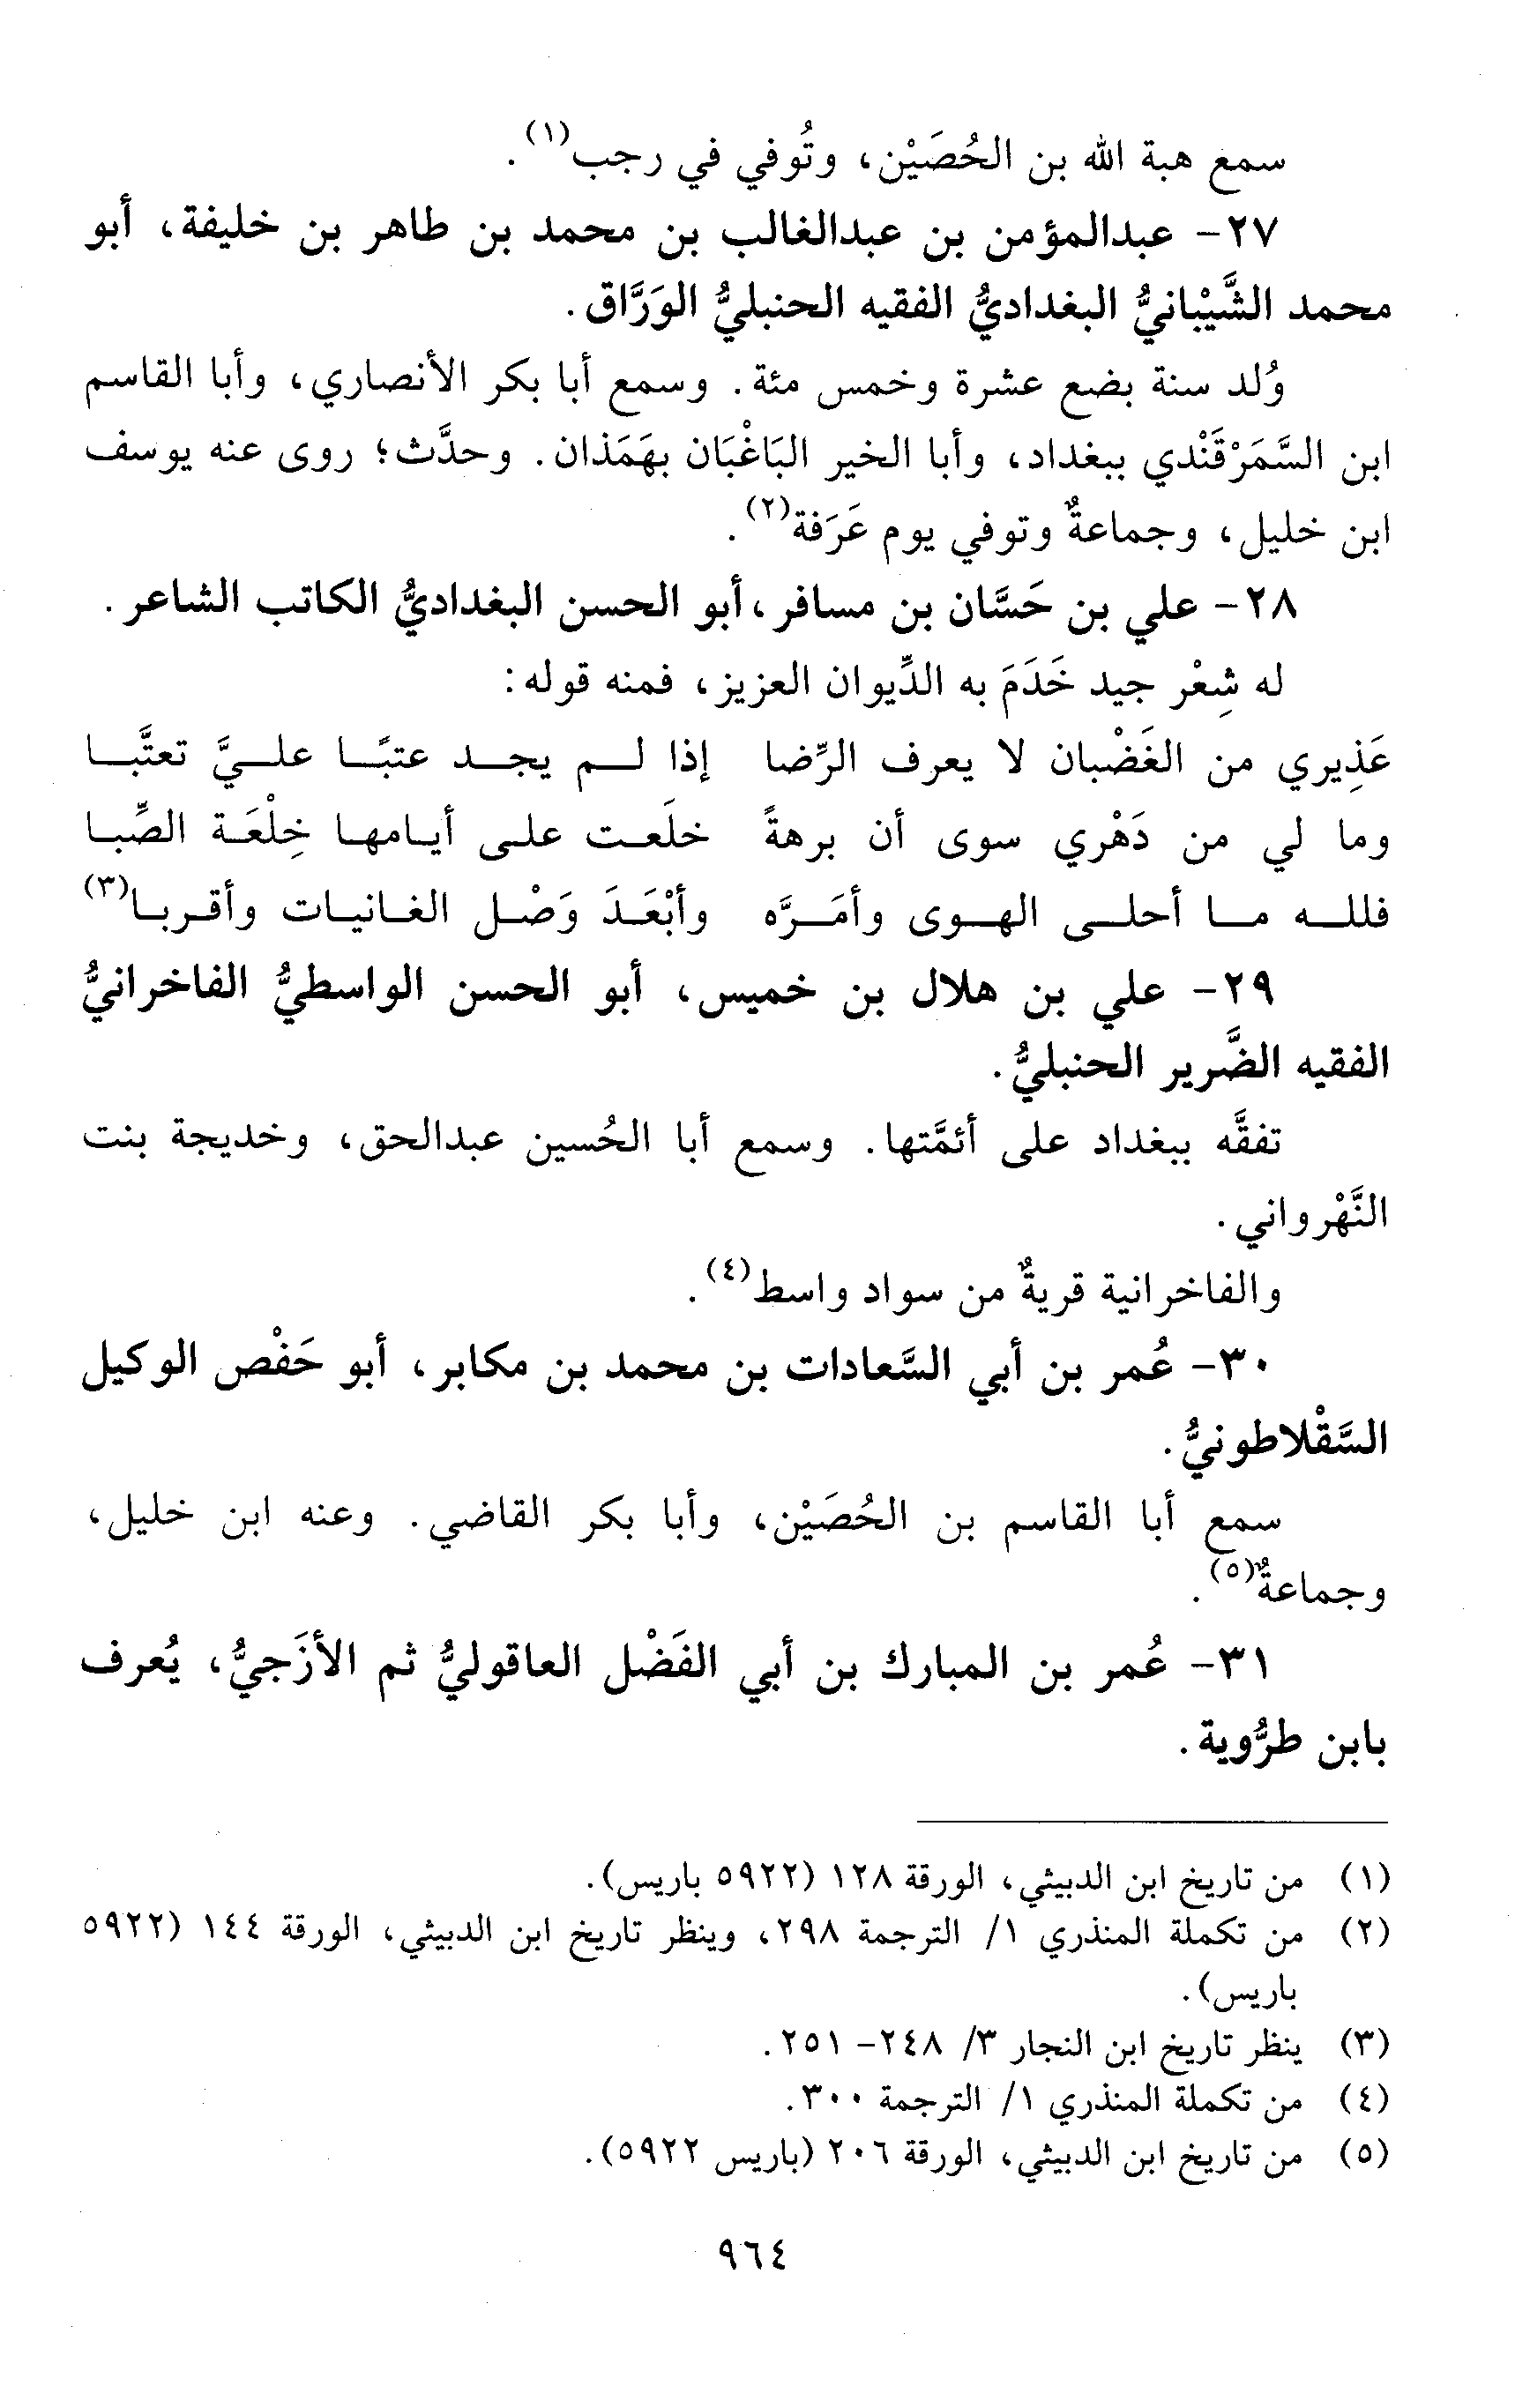 سمع هبة الله بن الحُصَيْن، وتُوفي في رجب(١).
٢٧- عبدالمؤمن بن عبدالغالب بن محمد بن طاهر بن خليفة، أبو
محمد الشَّيْبانيُّ البغداديُّ الفقيه الحنبليُّ الوَرَّاق.
وُلد سنة بضع عشرة وخمس مئة. وسمع أبا بكر الأنصاري، وأبا القاسم
ابن السَّمَرْقَنْدي ببغداد، وأبا الخير البَاغْبَان بهَمَذان. وحدَّث؛ روى عنه يوسف
ابن خليل، وجماعةٌ وتوفي يوم عَرَفة(٢).
٢٨- علي بن حَسَّان بن مسافر، أبو الحسن البغداديُّ الكاتب الشاعر.
له شِعْر جيد خَدَمَ به الدِّيوان العزيز، فمنه قوله:
عَذِيري من الغَضْبان لا يعرف الرِّضا إذا لم يجد عتبًا عليَّ تعتَّبا
وما لي من دَهْري سوى أن برهةً خلَعت على أيامها خِلْعَة الصِّبا
فلله ما أحلى الهوى وأمَرَّه وأبْعَدَ وَصْل الغانيات وأقربا(٣)
٢٩- علي بن هلال بن خميس، أبو الحسن الواسطيُّ الفاخرانيُّ
الفقيه الضَّرير الحنبليُّ.
تفقَّه ببغداد على أئمَّتها. وسمع أبا الحُسين عبدالحق، وخديجة بنت
النَّهْرواني.
والفاخرانية قريةٌ من سواد واسط(٤).
٣٠- عُمر بن أبي السَّعادات بن محمد بن مكابر، أبو حَفْص الوكيل
السَّقْلاطونيُّ.
سمع أبا القاسم بن الحُصَيْن، وأبا بكر القاضي. وعنه ابن خليل،
وجماعةٌ(٥).
٣١- عُمر بن المبارك بن أبي الفَضْل العاقوليُّ ثم الأزَجيُّ، يُعرف
بابن طرُّوية.
(١) من تاريخ ابن الدبيثي، الورقة ١٢٨ (٥٩٢٢ باريس).
(٢) من تكملة المنذري ١/ الترجمة ٢٩٨، وينظر تاريخ ابن الدبيثي، الورقة ١٤٤ (٥٩٢٢
باريس).
(٣) ينظر تاريخ ابن النجار ٣/ ٢٤٨- ٢٥١.
(٤) من تكملة المنذري ١/ الترجمة ٣٠٠.
(٥) من تاريخ ابن الدبيثي، الورقة ٢٠٦ (باريس ٥٩٢٢).
٩٦٤